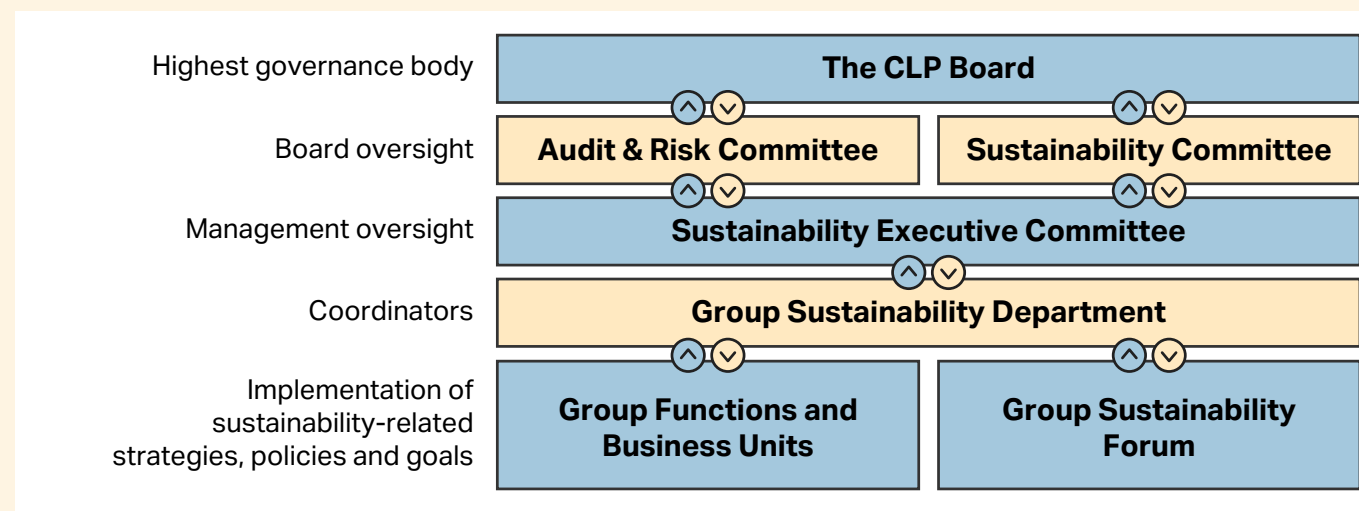 Highest governance body
The CLP Board
Board oversight
Audit & Risk Committee
Sustainability Committee
Management oversight
Sustainability Executive Committee
Coordinators
Group Sustainability Department
Implementation of
sustainability-related
strategies, policies and goals
Group Functions and
Business Units
Group Sustainability
Forum